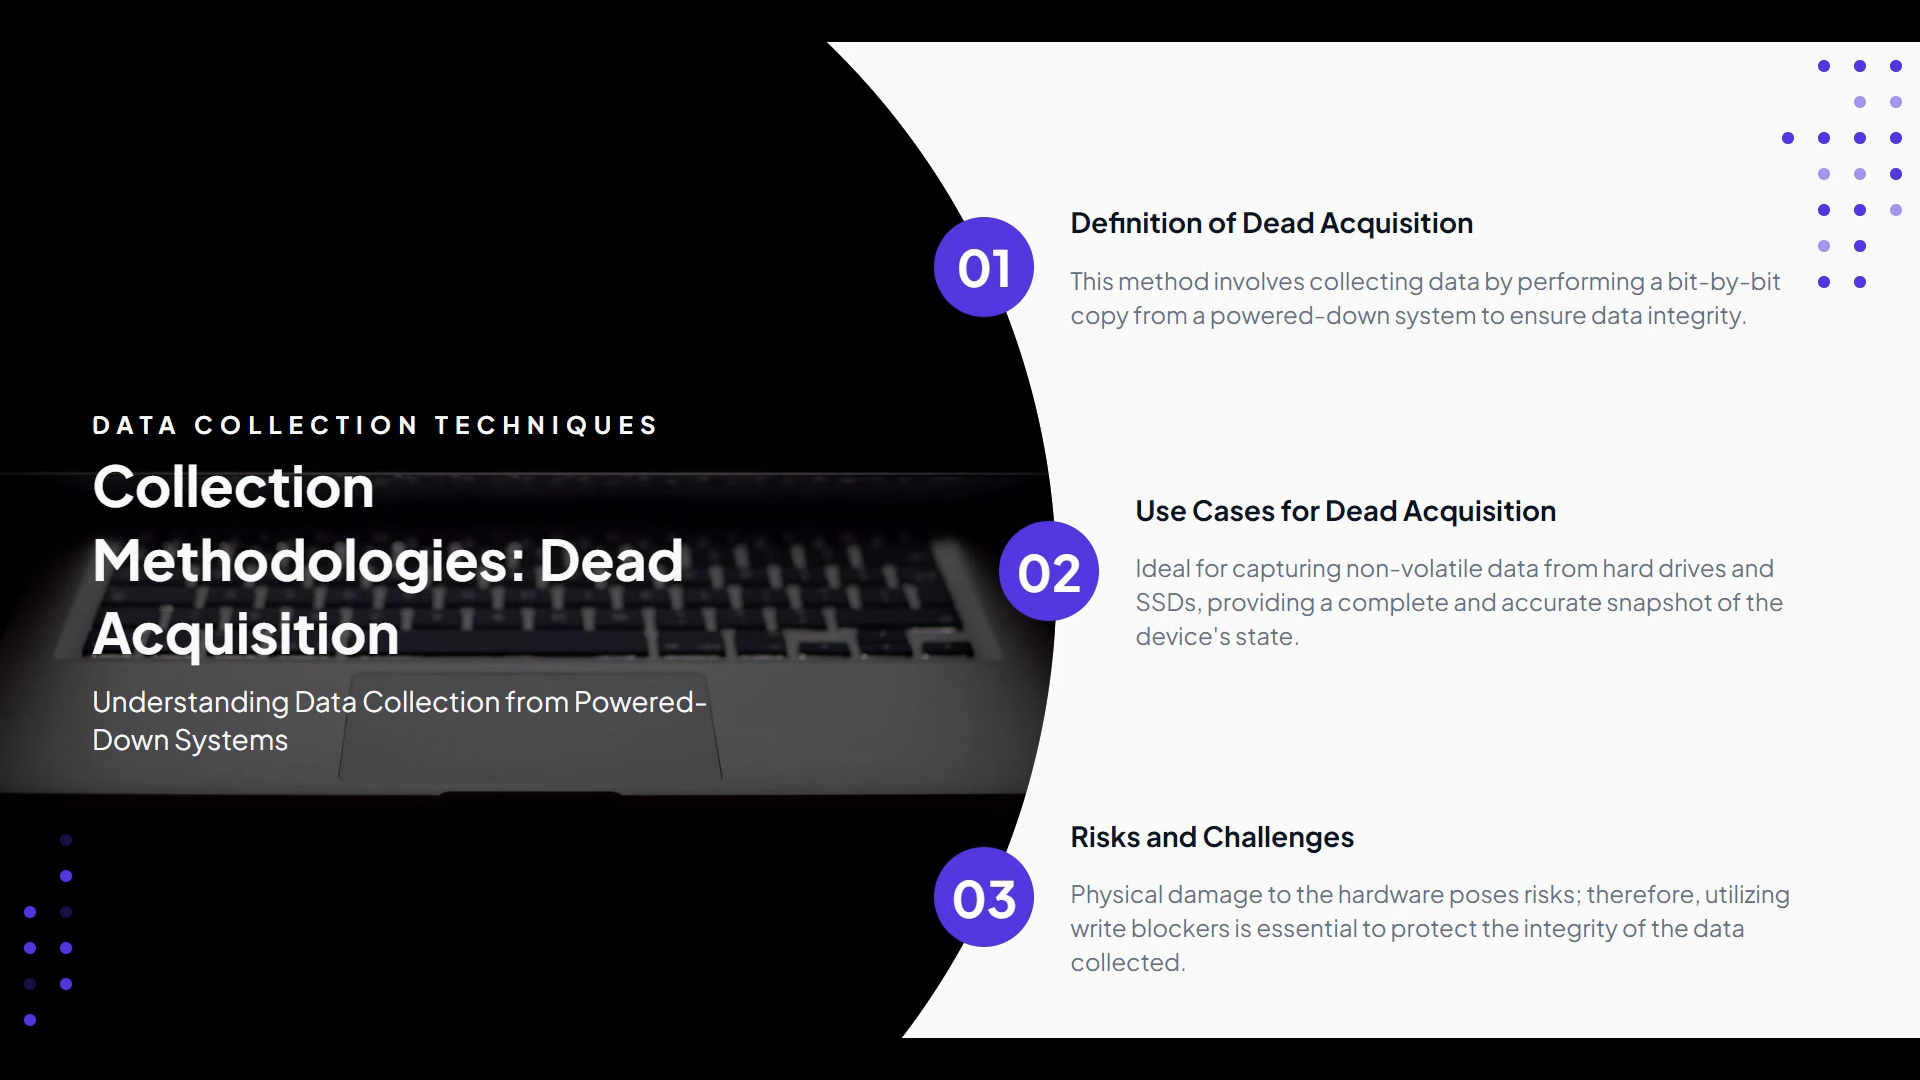 DATA COLLECTION TECHNIQUES
Collection
Methodologies: Dead
Acquisition
Understanding Data Collection from Powered-
Down Systems
01
Definition of Dead Acquisition
This method involves collecting data by performing a bit-by-bit
copy from a powered-down system to ensure data integrity.
02
Use Cases for Dead Acquisition
Ideal for capturing non-volatile data from hard drives and
SSDs, providing a complete and accurate snapshot of the
device's state.
03
Risks and Challenges
Physical damage to the hardware poses risks; therefore, utilizing
write blockers is essential to protect the integrity of the data
collected.